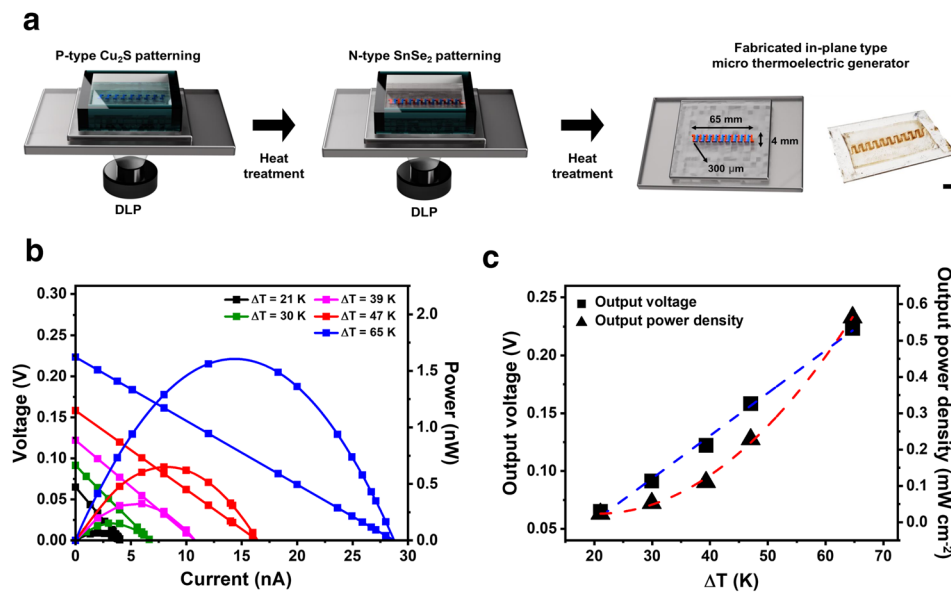 a
P-type Cu₂S patterning
N-type SnSe₂ patterning
Fabricated in-plane type
micro thermoelectric generator
Heat
treatment
Heat
treatment
DLP
DLP
65 mm
4 mm
300 µm
b
Voltage (V)
0.30
0.25
0.20
0.15
0.10
0.05
0.00
ΔT = 21 K
ΔT = 30 K
ΔT = 39 K
ΔT = 47 K
ΔT = 65 K
2.0
1.5
1.0
0.5
0.0
Power (nW)
0 5 10 15 20 25 30
Current (nA)
c
Output voltage (V)
0.25
0.20
0.15
0.10
0.05
Output voltage
Output power density
0.6
0.5
0.4
0.3
0.2
0.1
0.0
Output power
density (mW cm⁻²)
20 30 40 50 60 70
ΔT (K)